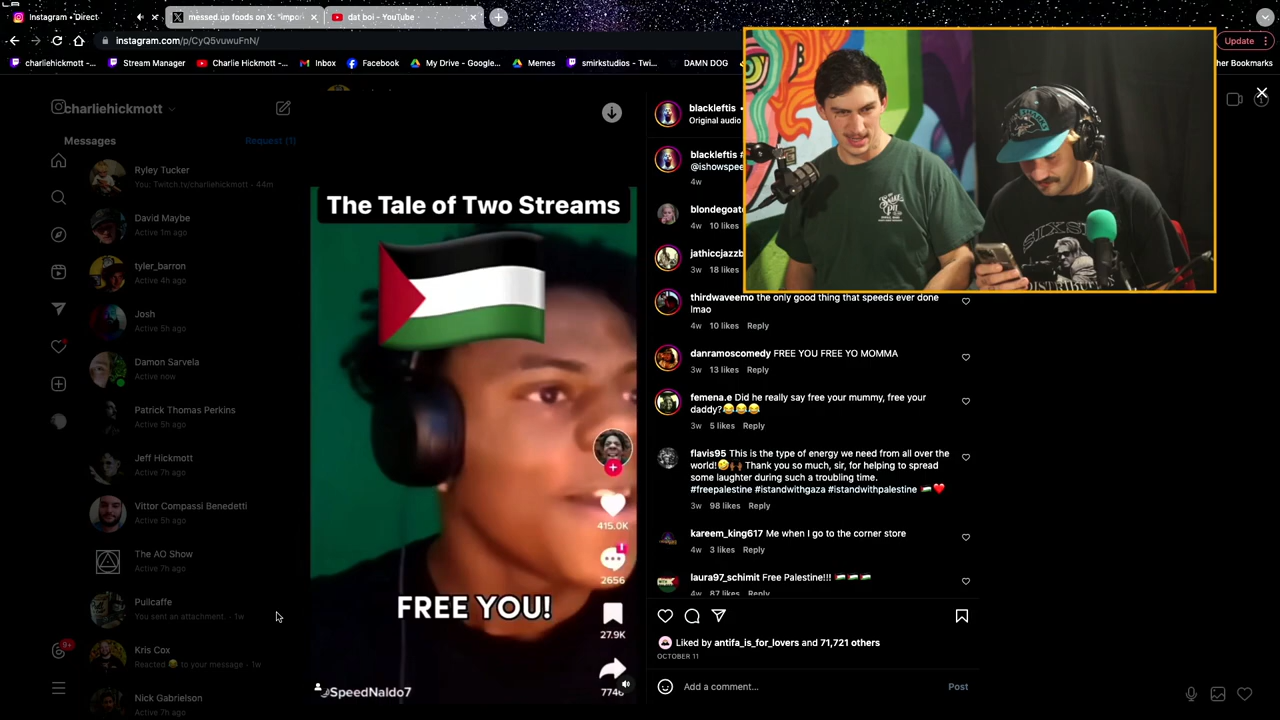 Instagram • Direct
messed.up foods on X: "impo
dat boi - YouTube
instagram.com/p/CyQ5vuwuFnN/
Update
charliehickmott -...
Stream Manager
Charlie Hickmott -...
Inbox
Facebook
My Drive - Google...
Memes
smirkstudios - Twi...
DAMN DOG
her Bookmarks
charliehickmott
Messages
Request (1)
Ryley Tucker
You: Twitch.tv/charliehickmott · 44m
David Maybe
Active 1m ago
tyler_barron
Active 4h ago
Josh
Active 5h ago
Damon Sarvela
Active now
Patrick Thomas Perkins
Active 5h ago
Jeff Hickmott
Active 7h ago
Vittor Compassi Benedetti
Active 5h ago
The AO Show
Active 7h ago
Pullcaffe
You sent an attachment. · 1w
9+
Kris Cox
Reacted 😂 to your message · 1w
Nick Gabrielson
Active 7h ago
The Tale of Two Streams
FREE YOU!
415.0K
2656
27.9K
SpeedNaldo7
blackleftis •
Original audio
blackleftis
@ishowspee
4w
blondegoat
4w 10 likes
jathiccjazzb
3w 18 likes
thirdwaveemo the only good thing that speeds ever done
lmao
4w 10 likes Reply
danramoscomedy FREE YOU FREE YO MOMMA
3w 13 likes Reply
femena.e Did he really say free your mummy, free your
daddy?😂😂😂
3w 5 likes Reply
flavis95 This is the type of energy we need from all over the
world!🤣🙌🏾 Thank you so much, sir, for helping to spread
some laughter during such a troubling time.
#freepalestine #istandwithgaza #istandwithpalestine 🇵🇸❤️
3w 98 likes Reply
kareem_king617 Me when I go to the corner store
4w 3 likes Reply
laura97_schimit Free Palestine!!! 🇵🇸🇵🇸🇵🇸
4w 87 likes Reply
Liked by antifa_is_for_lovers and 71,721 others
OCTOBER 11
Add a comment...
Post